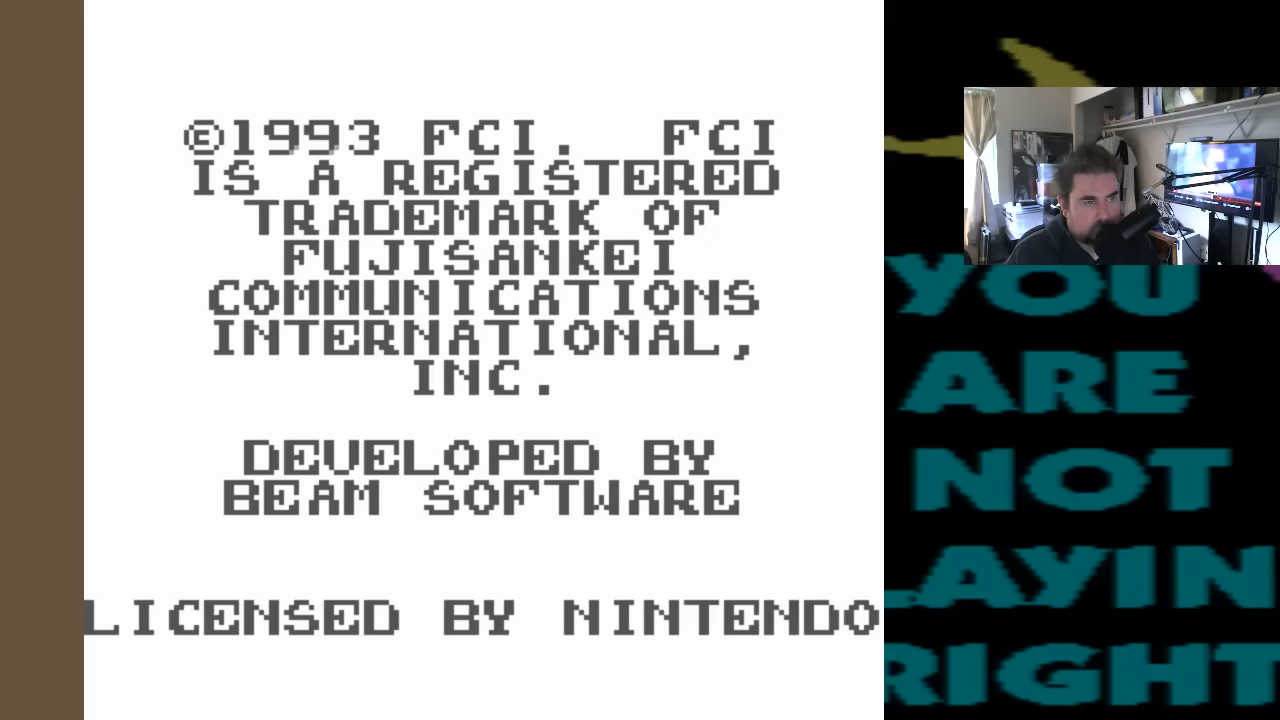 ©1993 FCI. FCI
IS A REGISTERED
TRADEMARK OF
FUJISANKEI
COMMUNICATIONS
INTERNATIONAL,
INC.
DEVELOPED BY
BEAM SOFTWARE
LICENSED BY NINTENDO
YOU
ARE
NOT
LAYIN
RIGHT